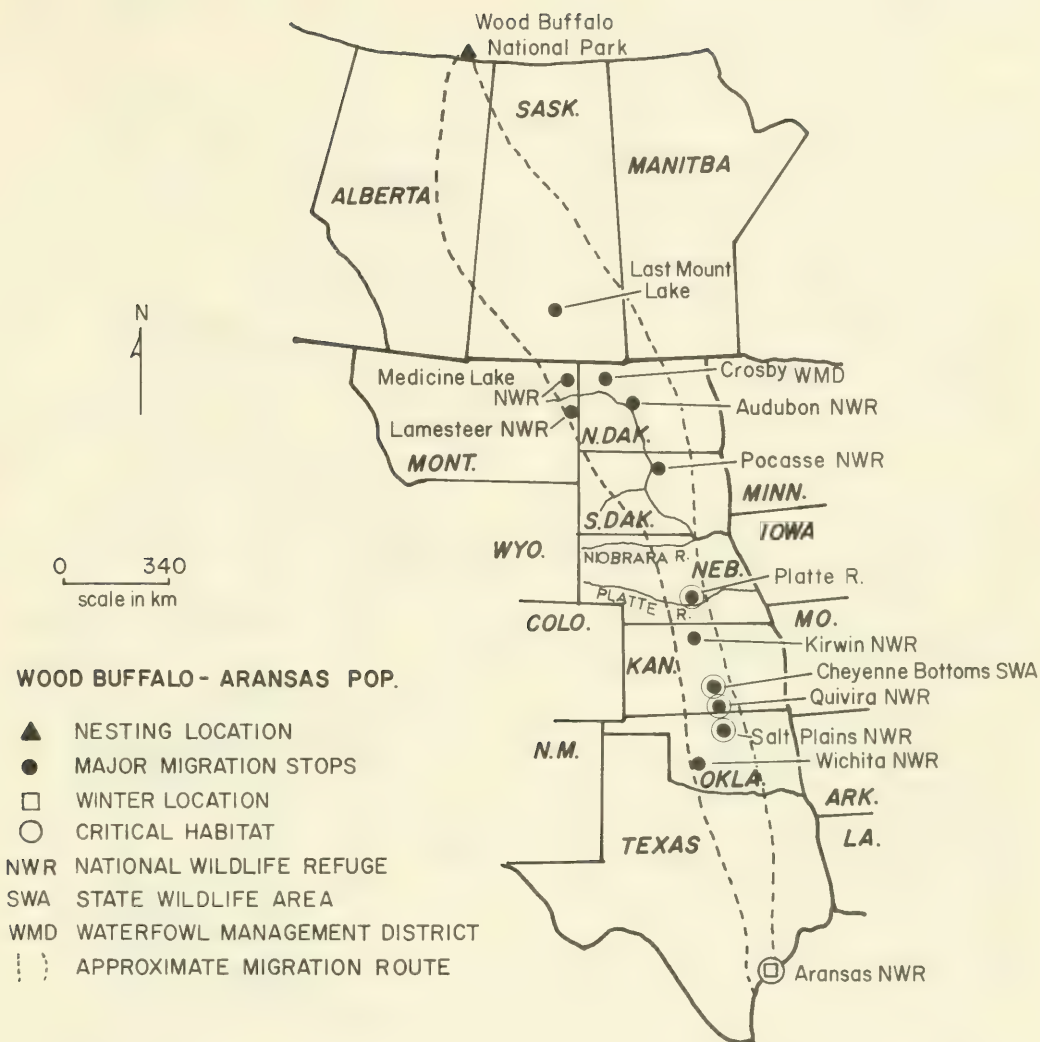 Wood Buffalo
National Park
SASK.
MANITBA
ALBERTA
Last Mount
Lake
N
Medicine Lake
NWR
Crosby WMD
Audubon NWR
Lamesteer NWR
N.DAK.
MONT.
Pocasse NWR
MINN.
S.DAK.
IOWA
WYO.
NIOBRARA R.
NEB.
Platte R.
0 340
scale in km
PLATTE R.
MO.
COLO.
Kirwin NWR
KAN.
Cheyenne Bottoms SWA
Quivira NWR
Salt Plains NWR
N.M.
Wichita NWR
OKLA.
ARK.
TEXAS
LA.
Aransas NWR
WOOD BUFFALO - ARANSAS POP.
NESTING LOCATION
MAJOR MIGRATION STOPS
WINTER LOCATION
CRITICAL HABITAT
NWR NATIONAL WILDLIFE REFUGE
SWA STATE WILDLIFE AREA
WMD WATERFOWL MANAGEMENT DISTRICT
APPROXIMATE MIGRATION ROUTE